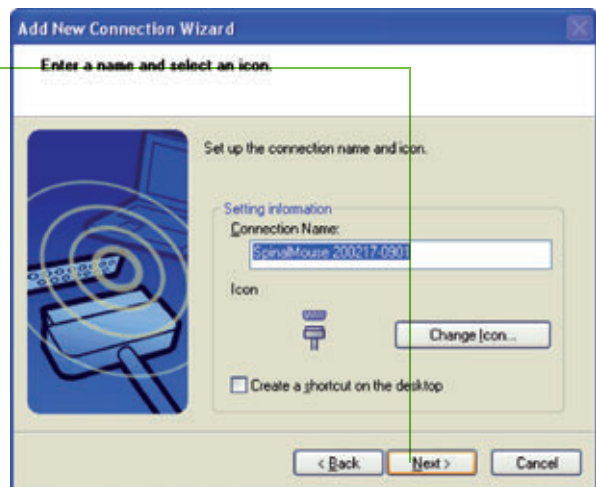 Add New Connection Wizard
Enter a name and select an icon.
Set up the connection name and icon.
Setting information
Connection Name:
SpinalMouse 200217-0901
Icon
Change Icon...
Create a shortcut on the desktop
< Back
Next >
Cancel